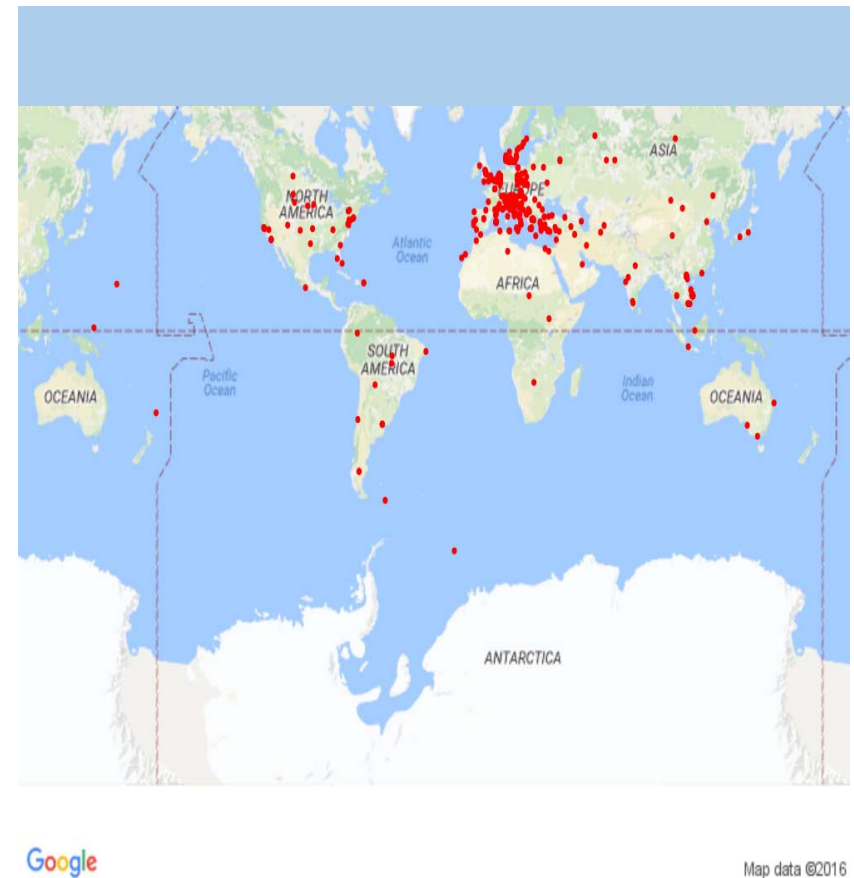 ASIA
EUROPE
NORTH
AMERICA
Atlantic
Ocean
AFRICA
SOUTH
AMERICA
Pacific
Ocean
Indian
Ocean
OCEANIA
OCEANIA
ANTARCTICA
Google
Map data ©2016